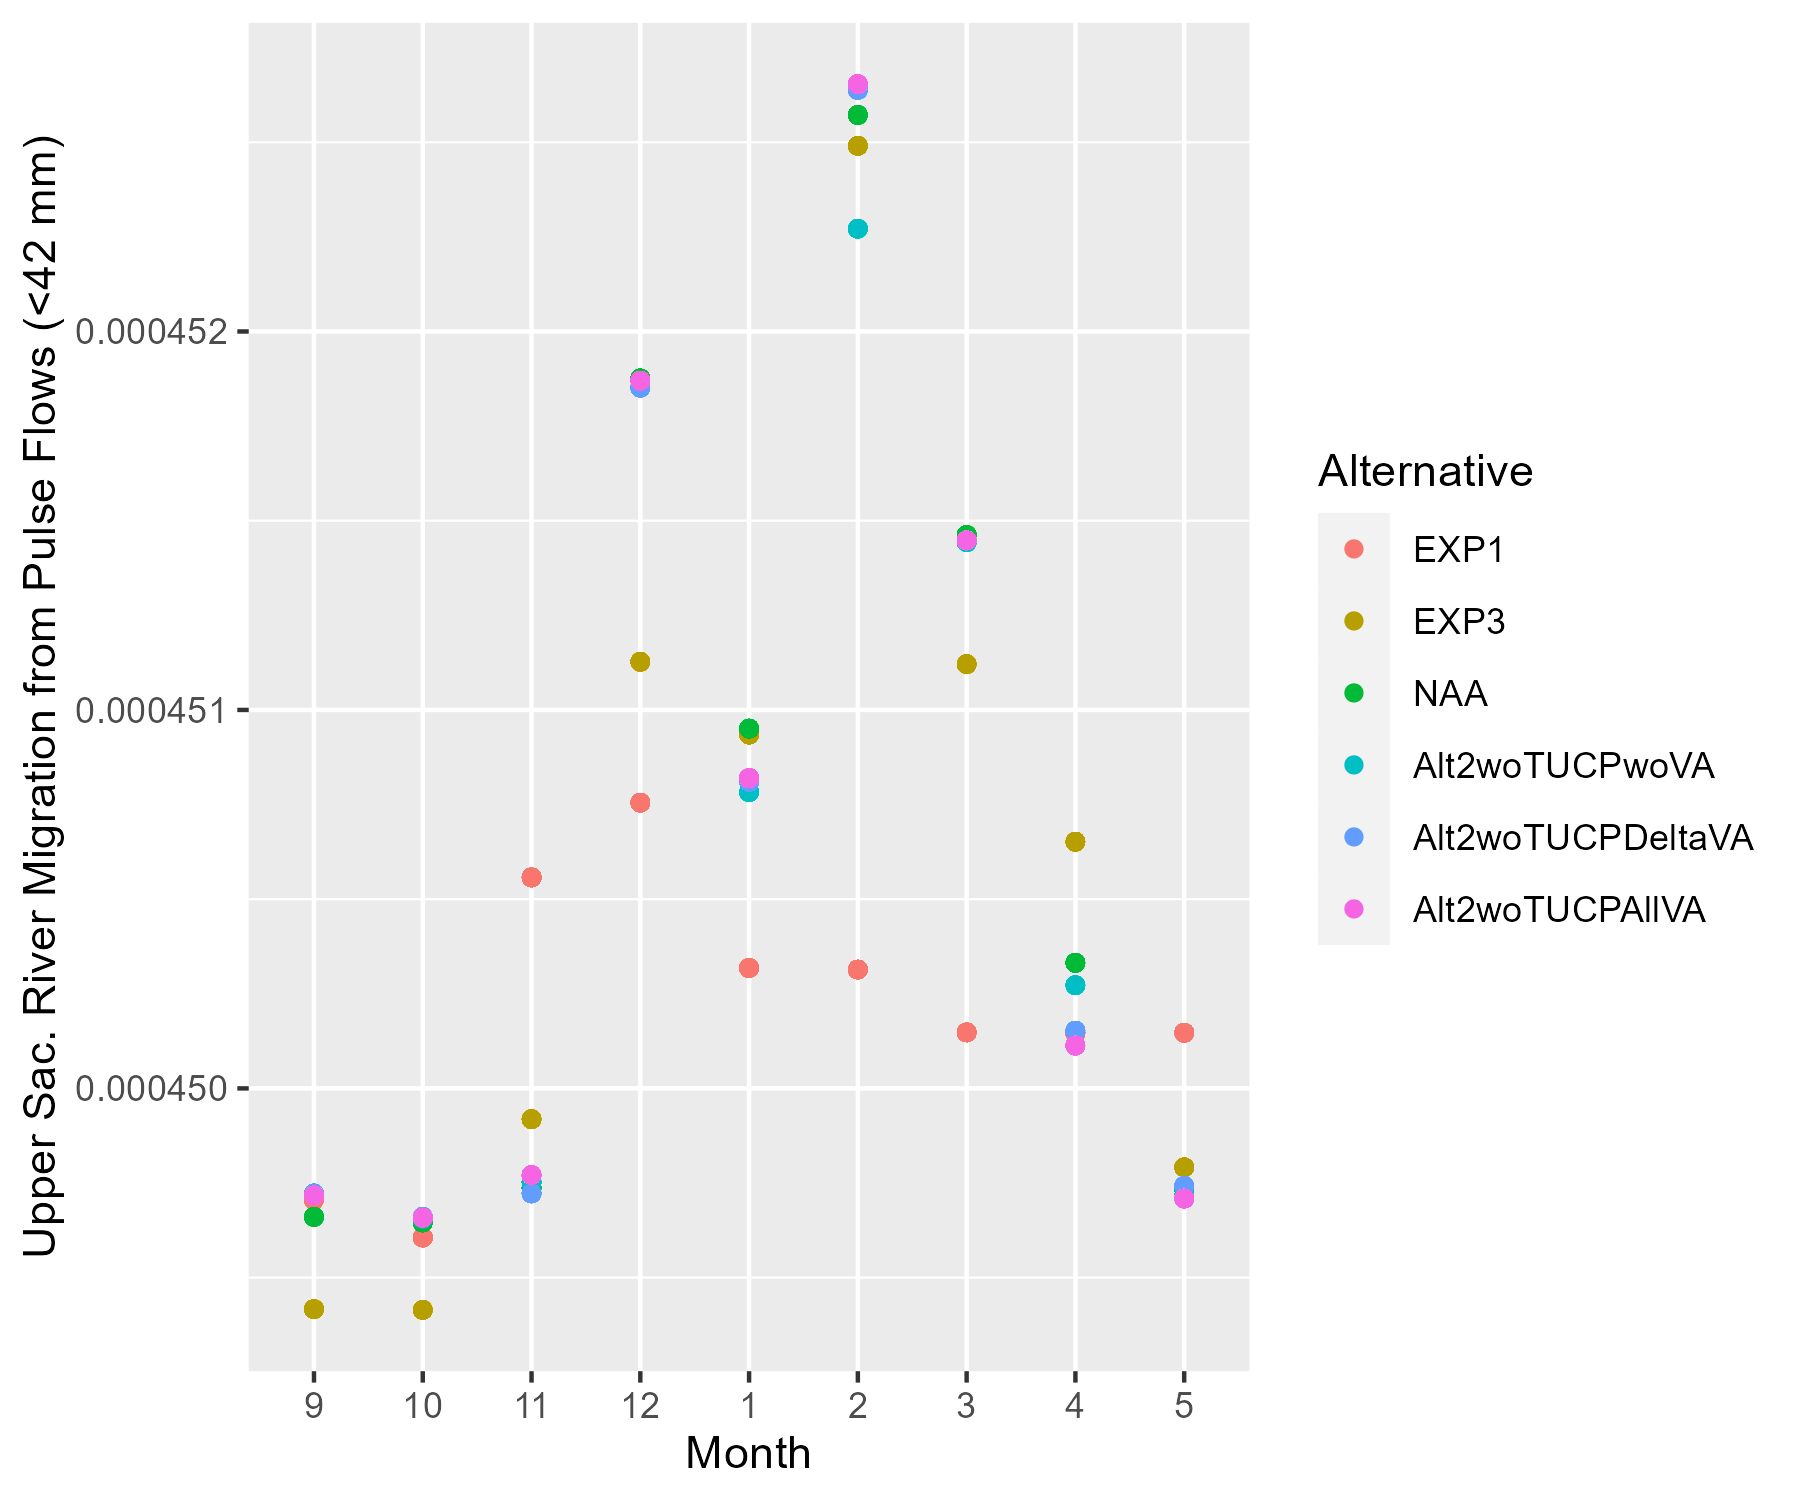 Upper Sac. River Migration from Pulse Flows (<42 mm)
0.000452
0.000451
0.000450
9 10 11 12 1 2 3 4 5
Month
Alternative
EXP1
EXP3
NAA
Alt2woTUCPwoVA
Alt2woTUCPDeltaVA
Alt2woTUCPAllVA